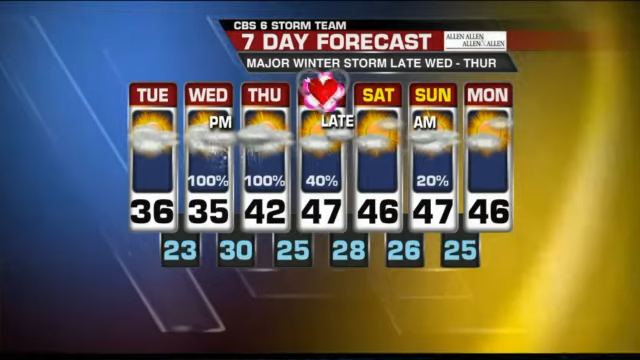 CBS 6 STORM TEAM
7 DAY FORECAST
ALLEN ALLEN
ALLEN & ALLEN
MAJOR WINTER STORM LATE WED - THUR
TUE WED THU SAT SUN MON
PM LATE AM
100% 100% 40% 20%
36 35 42 47 46 47 46
23 30 25 28 26 25